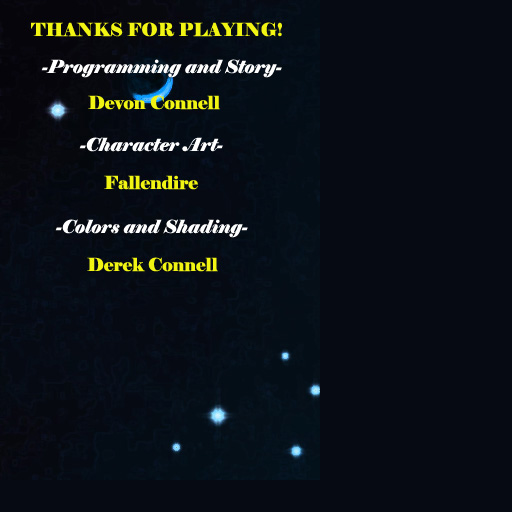 THANKS FOR PLAYING!
-Programming and Story-
Devon Connell
-Character Art-
Fallendire
-Colors and Shading-
Derek Connell